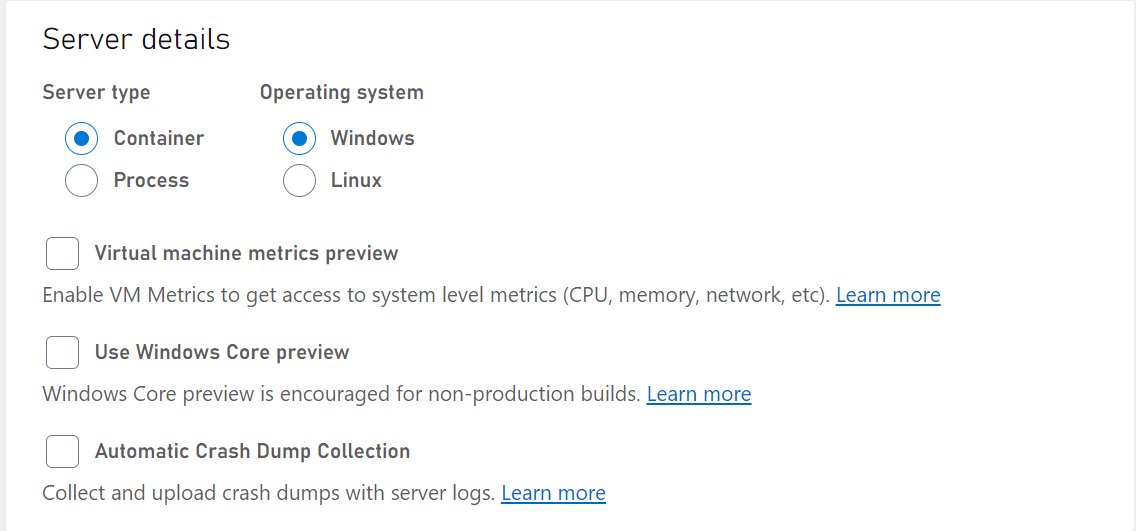 Server details
Server type Operating system
Container Windows
Process Linux
Virtual machine metrics preview
Enable VM Metrics to get access to system level metrics (CPU, memory, network, etc). Learn more
Use Windows Core preview
Windows Core preview is encouraged for non-production builds. Learn more
Automatic Crash Dump Collection
Collect and upload crash dumps with server logs. Learn more